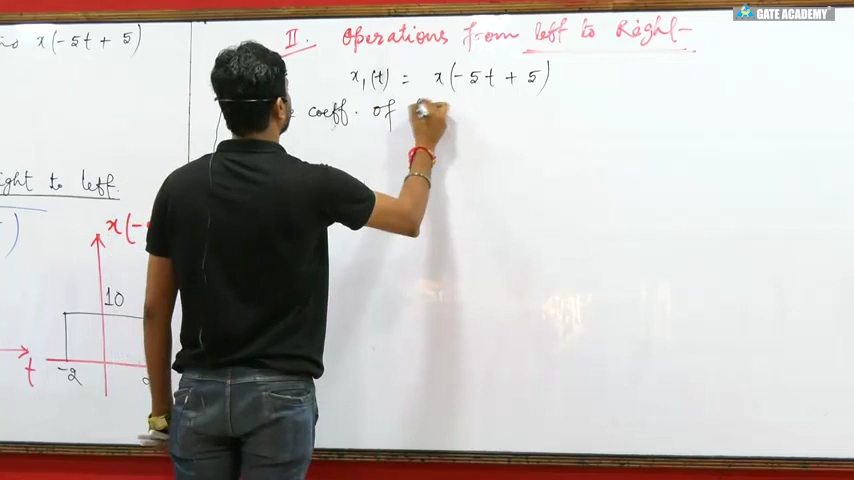 GATE ACADEMY
x(-5t + 5)
II. Operations from left to Right
x₁(t) = x(-5t + 5)
coeff. of
to left
10
t
-2